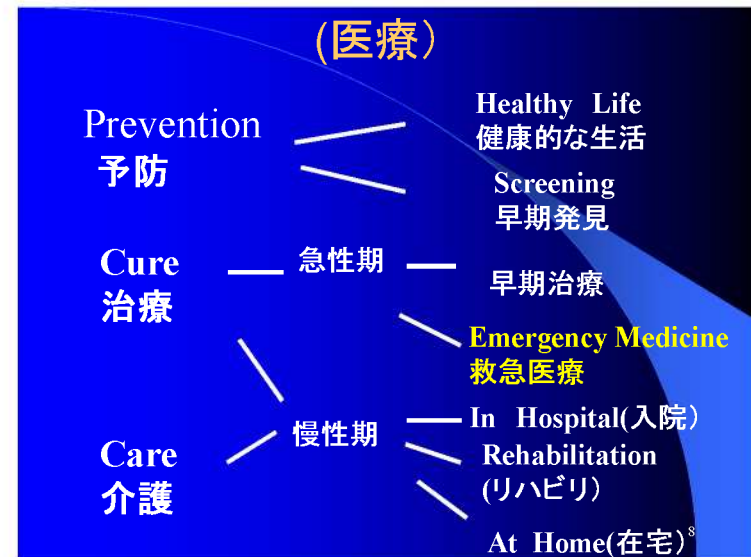 (医療）
Prevention
予防
Healthy Life
健康的な生活
Screening
早期発見
Cure
治療
急性期
早期治療
Emergency Medicine
救急医療
Care
介護
慢性期
In Hospital(入院）
Rehabilitation
(リハビリ）
At Home(在宅)
8